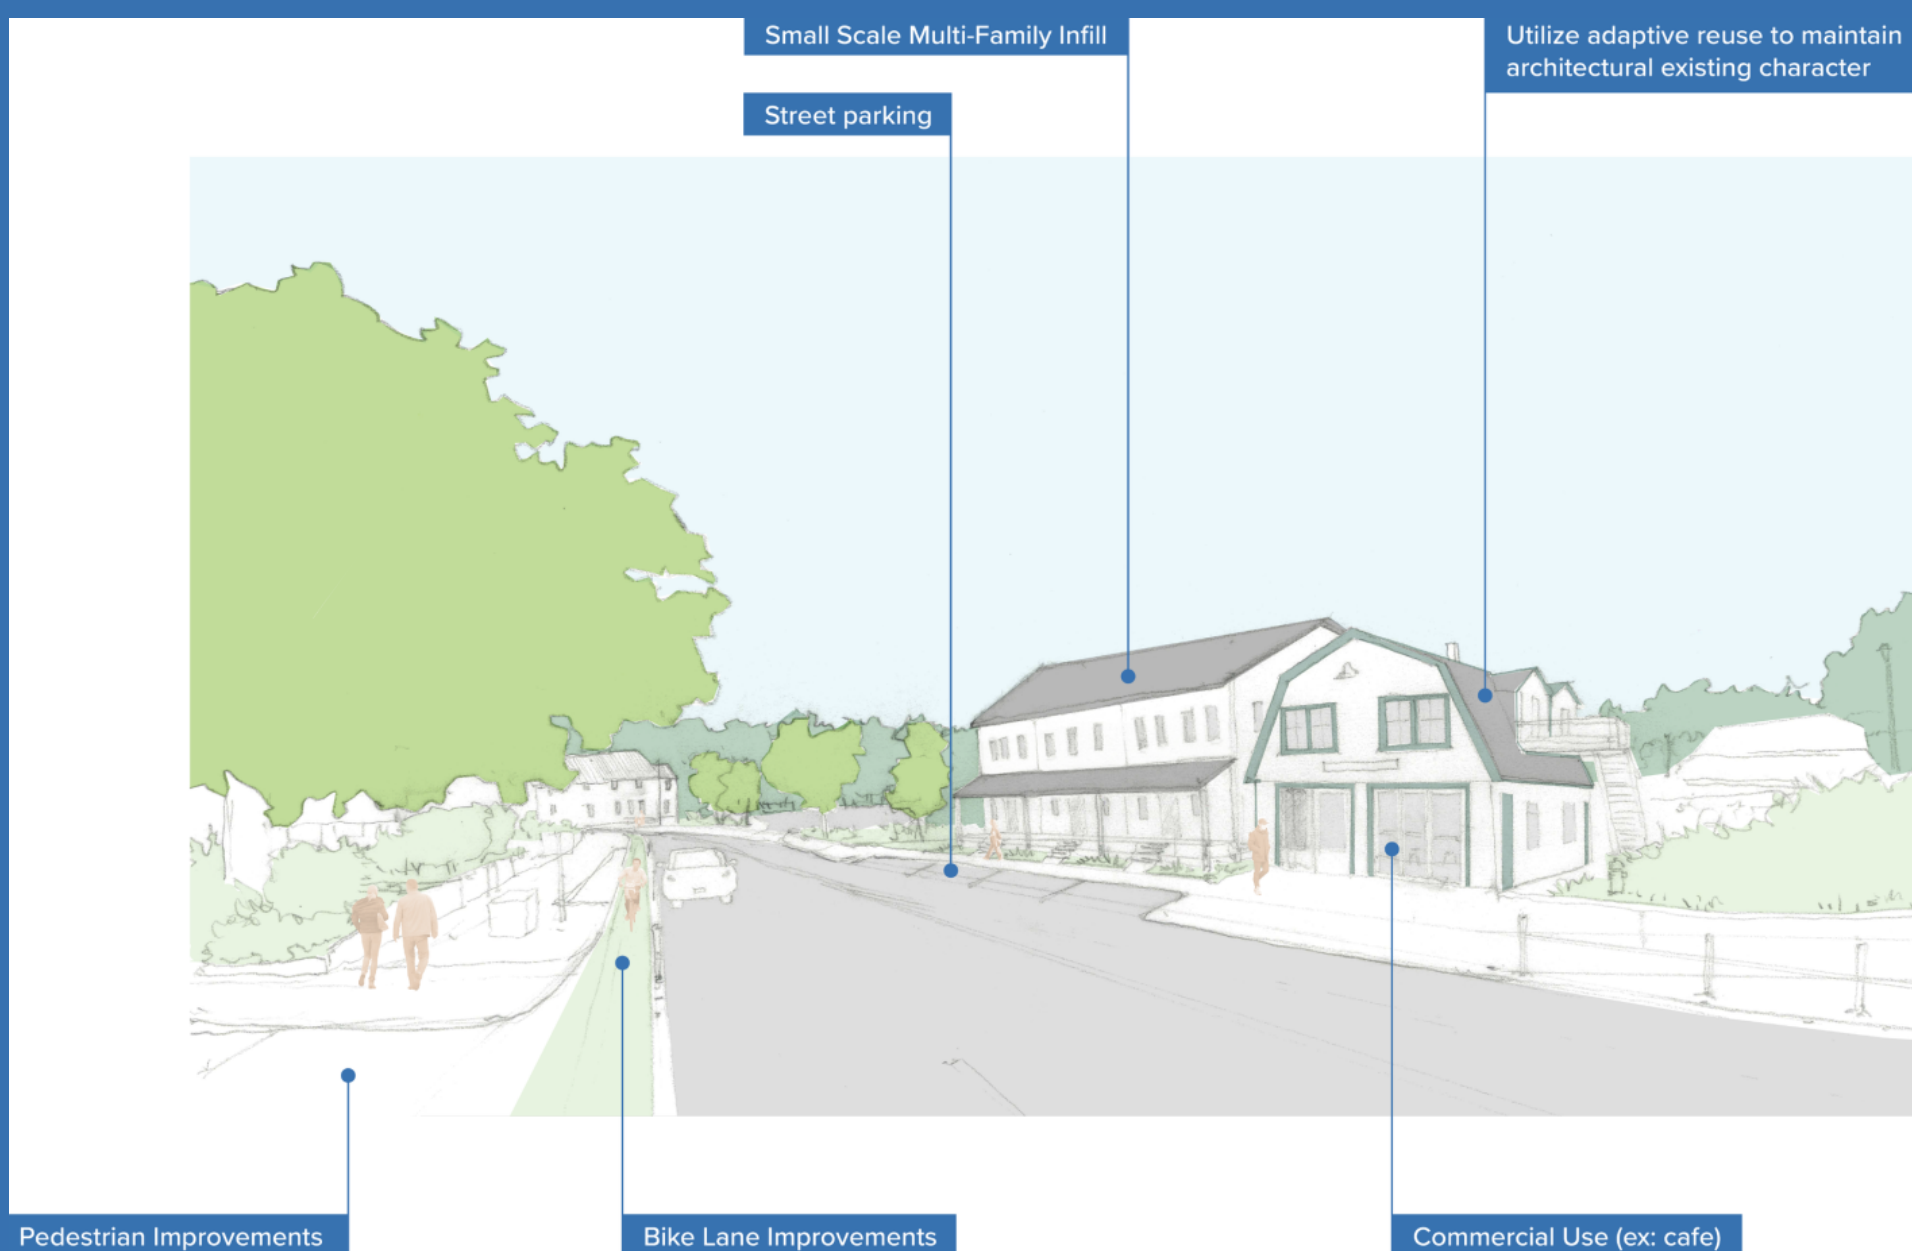 Small Scale Multi-Family Infill
Utilize adaptive reuse to maintain
architectural existing character
Street parking
Pedestrian Improvements
Bike Lane Improvements
Commercial Use (ex: cafe)